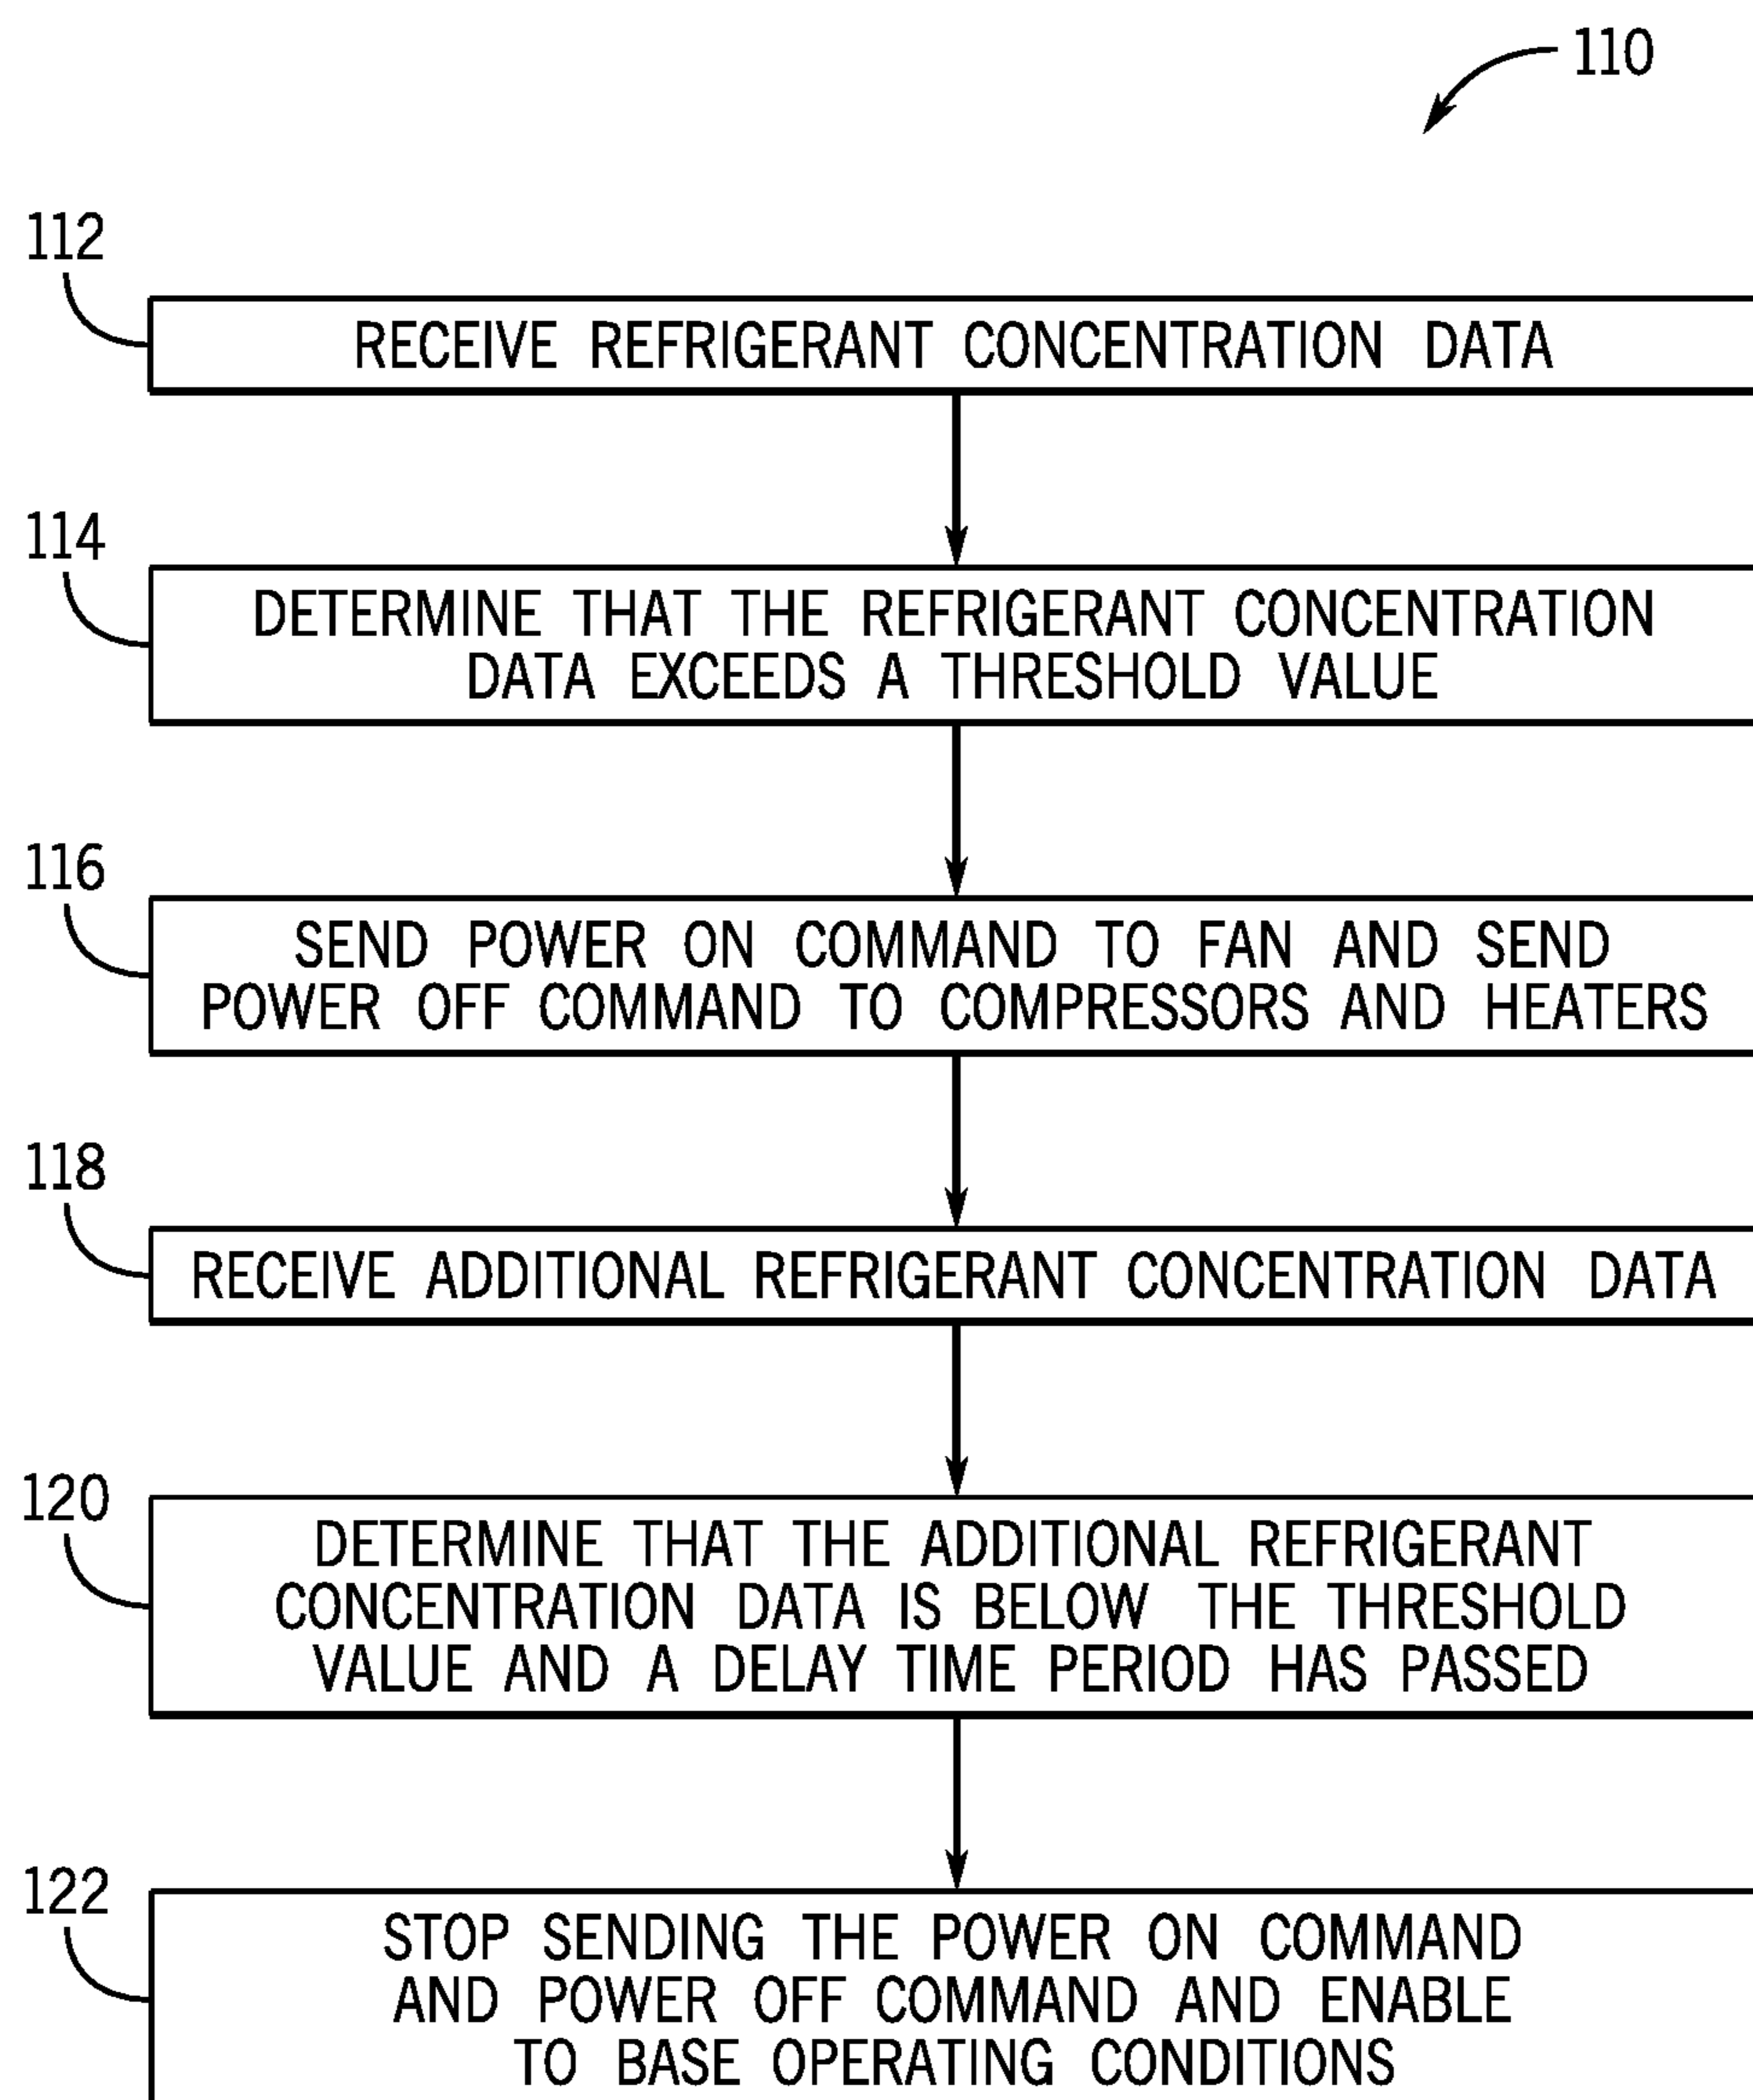 110
112
RECEIVE REFRIGERANT CONCENTRATION DATA
114
DETERMINE THAT THE REFRIGERANT CONCENTRATION
DATA EXCEEDS A THRESHOLD VALUE
116
SEND POWER ON COMMAND TO FAN AND SEND
POWER OFF COMMAND TO COMPRESSORS AND HEATERS
118
RECEIVE ADDITIONAL REFRIGERANT CONCENTRATION DATA
120
DETERMINE THAT THE ADDITIONAL REFRIGERANT
CONCENTRATION DATA IS BELOW THE THRESHOLD
VALUE AND A DELAY TIME PERIOD HAS PASSED
122
STOP SENDING THE POWER ON COMMAND
AND POWER OFF COMMAND AND ENABLE
TO BASE OPERATING CONDITIONS